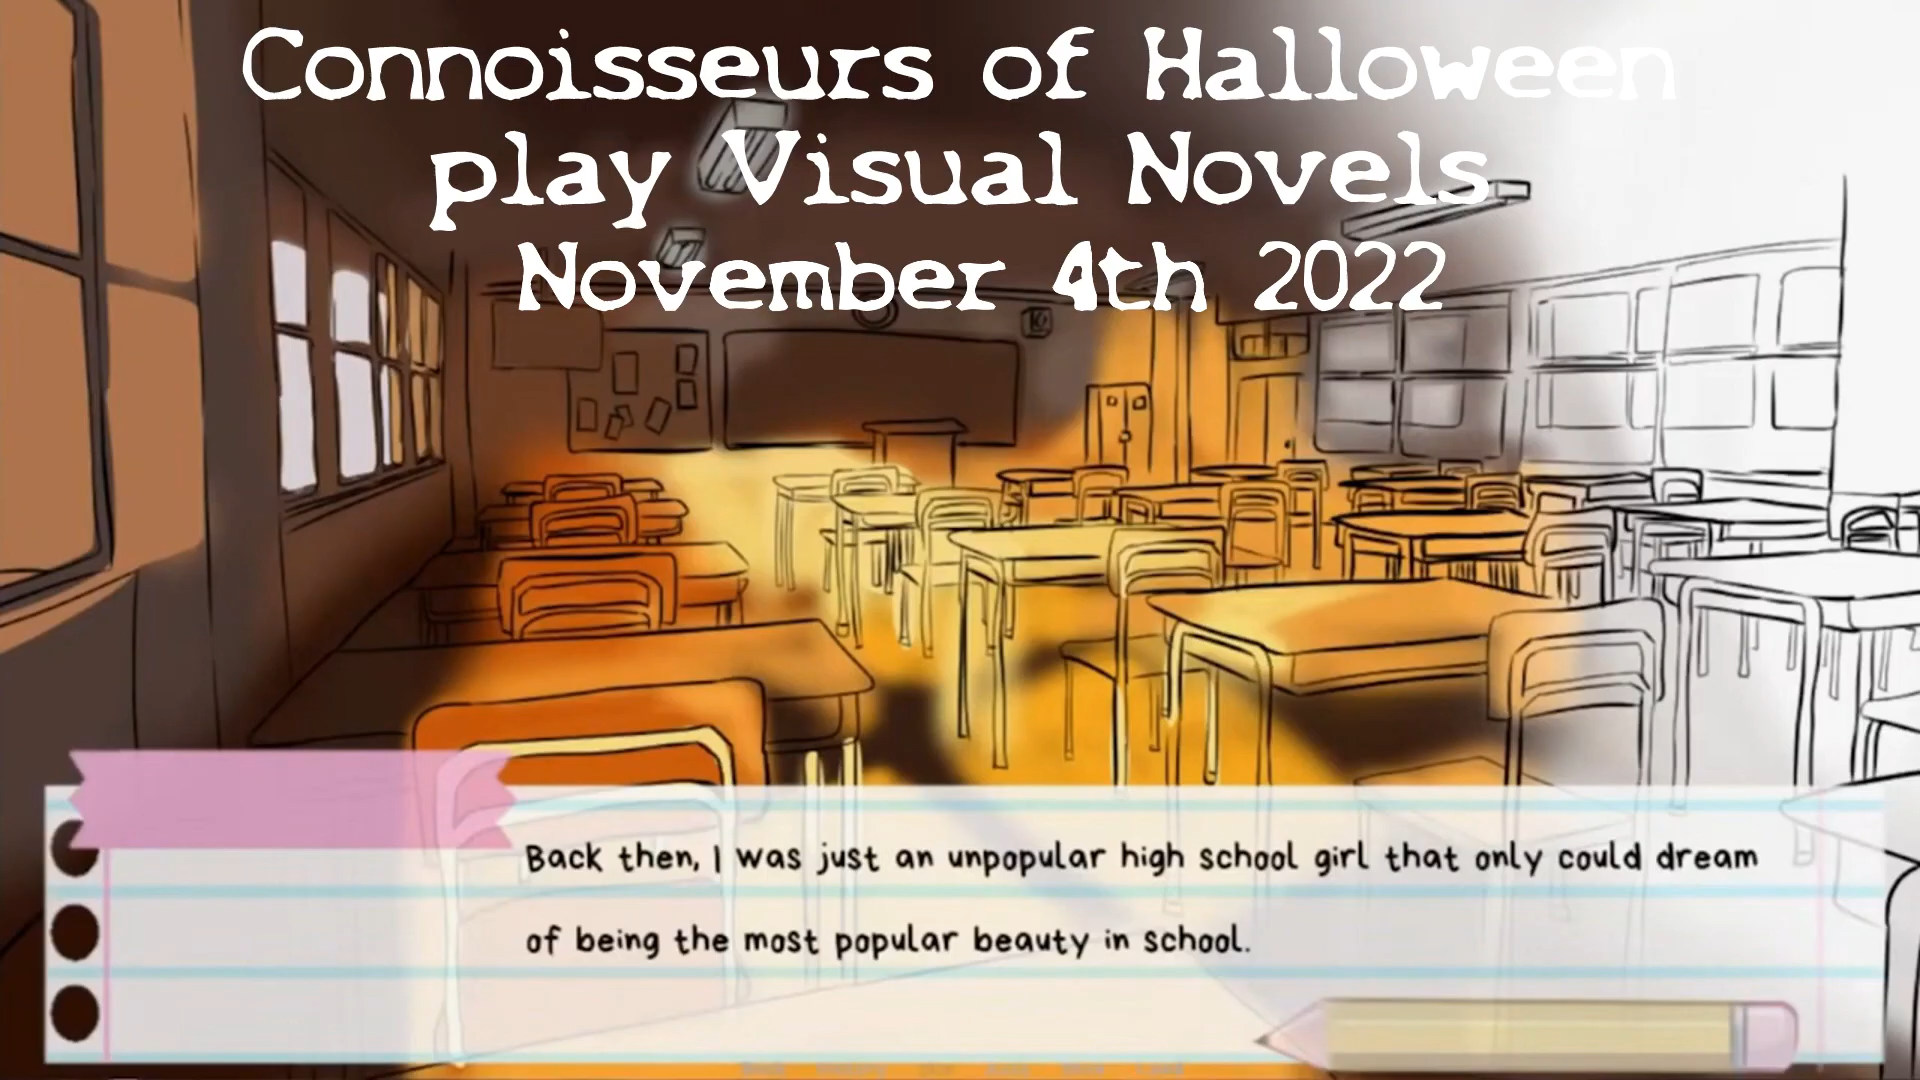 Connoisseurs of Halloween
play Visual Novels
November 4th 2022
Back then, I was just an unpopular high school girl that only could dream
of being the most popular beauty in school.